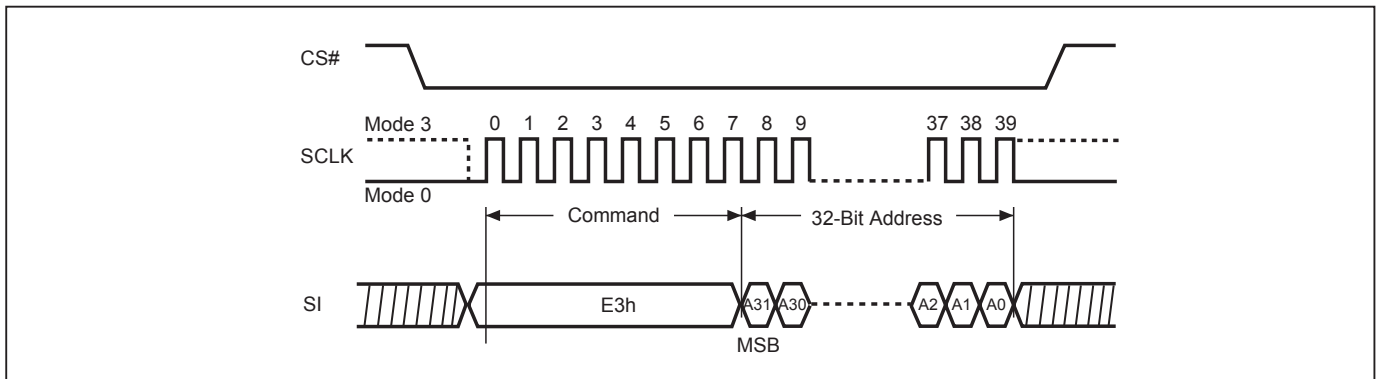 CS#
Mode 3
0 1 2 3 4 5 6 7 8 9 37 38 39
SCLK
Mode 0
Command
32-Bit Address
SI
E3h
A31 A30 A2 A1 A0
MSB